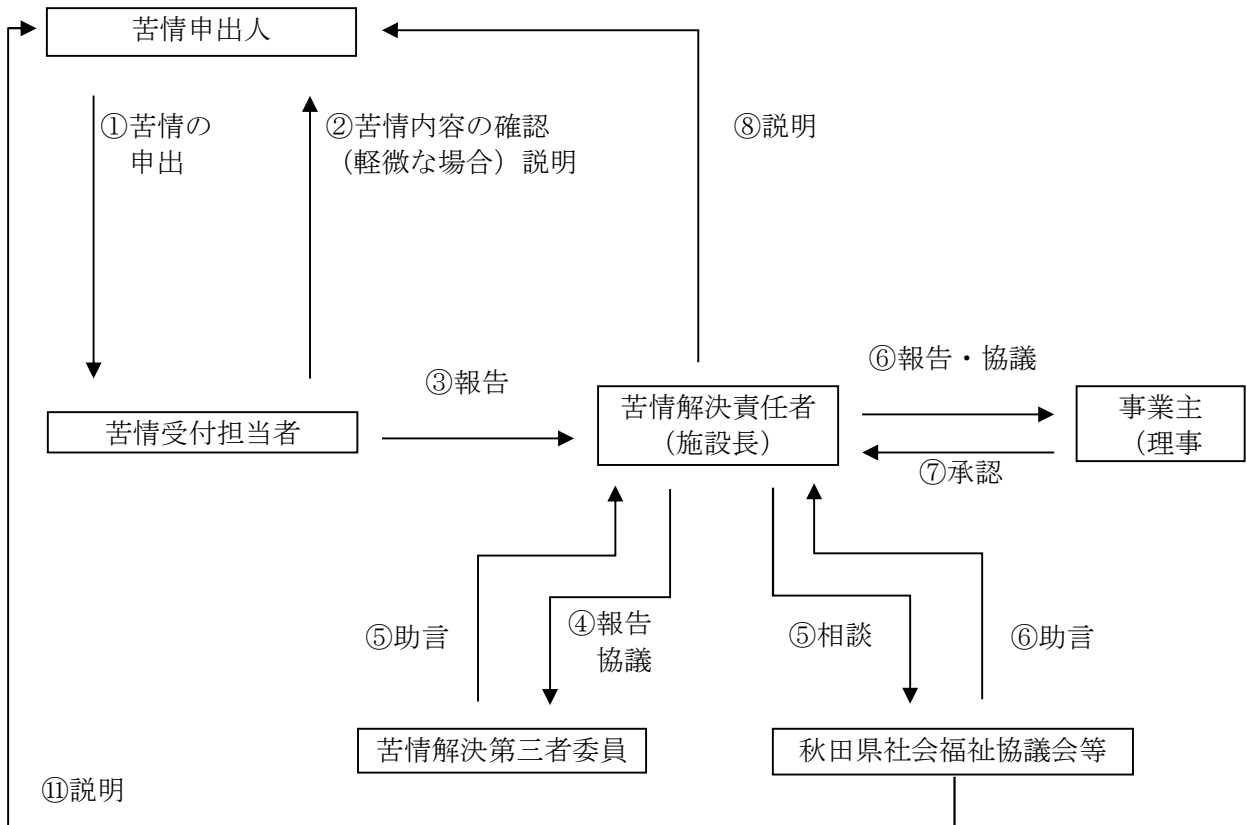 苦情申出人
①苦情の
申出
②苦情内容の確認
（軽微な場合）説明
⑧説明
③報告
⑥報告・協議
苦情受付担当者
苦情解決責任者
（施設長）
事業主
（理事
⑦承認
⑤助言
④報告
協議
⑤相談
⑥助言
苦情解決第三者委員
秋田県社会福祉協議会等
⑪説明